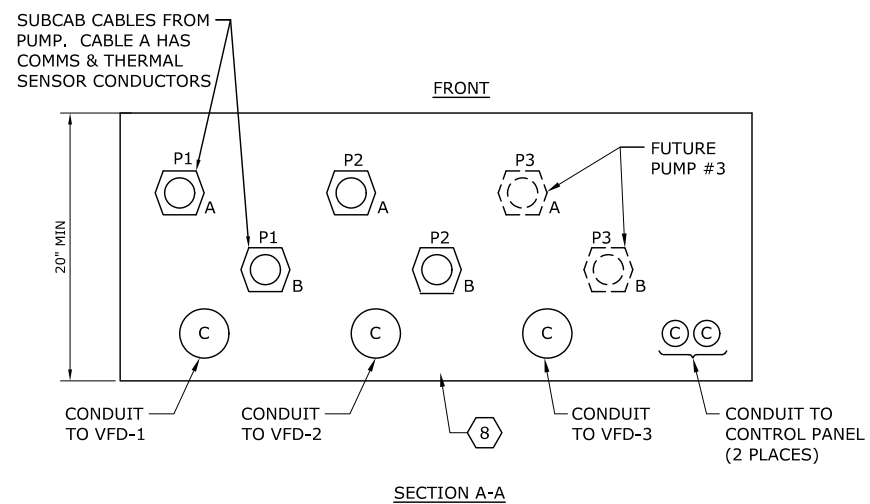 SUBCAB CABLES FROM
PUMP. CABLE A HAS
COMMS & THERMAL
SENSOR CONDUCTORS
FRONT
20" MIN
P1
A
P2
A
P3
A
FUTURE
PUMP #3
P1
B
P2
B
P3
B
C
C
C
C C
CONDUIT
TO VFD-1
CONDUIT
TO VFD-2
8
CONDUIT
TO VFD-3
CONDUIT TO
CONTROL PANEL
(2 PLACES)
SECTION A-A